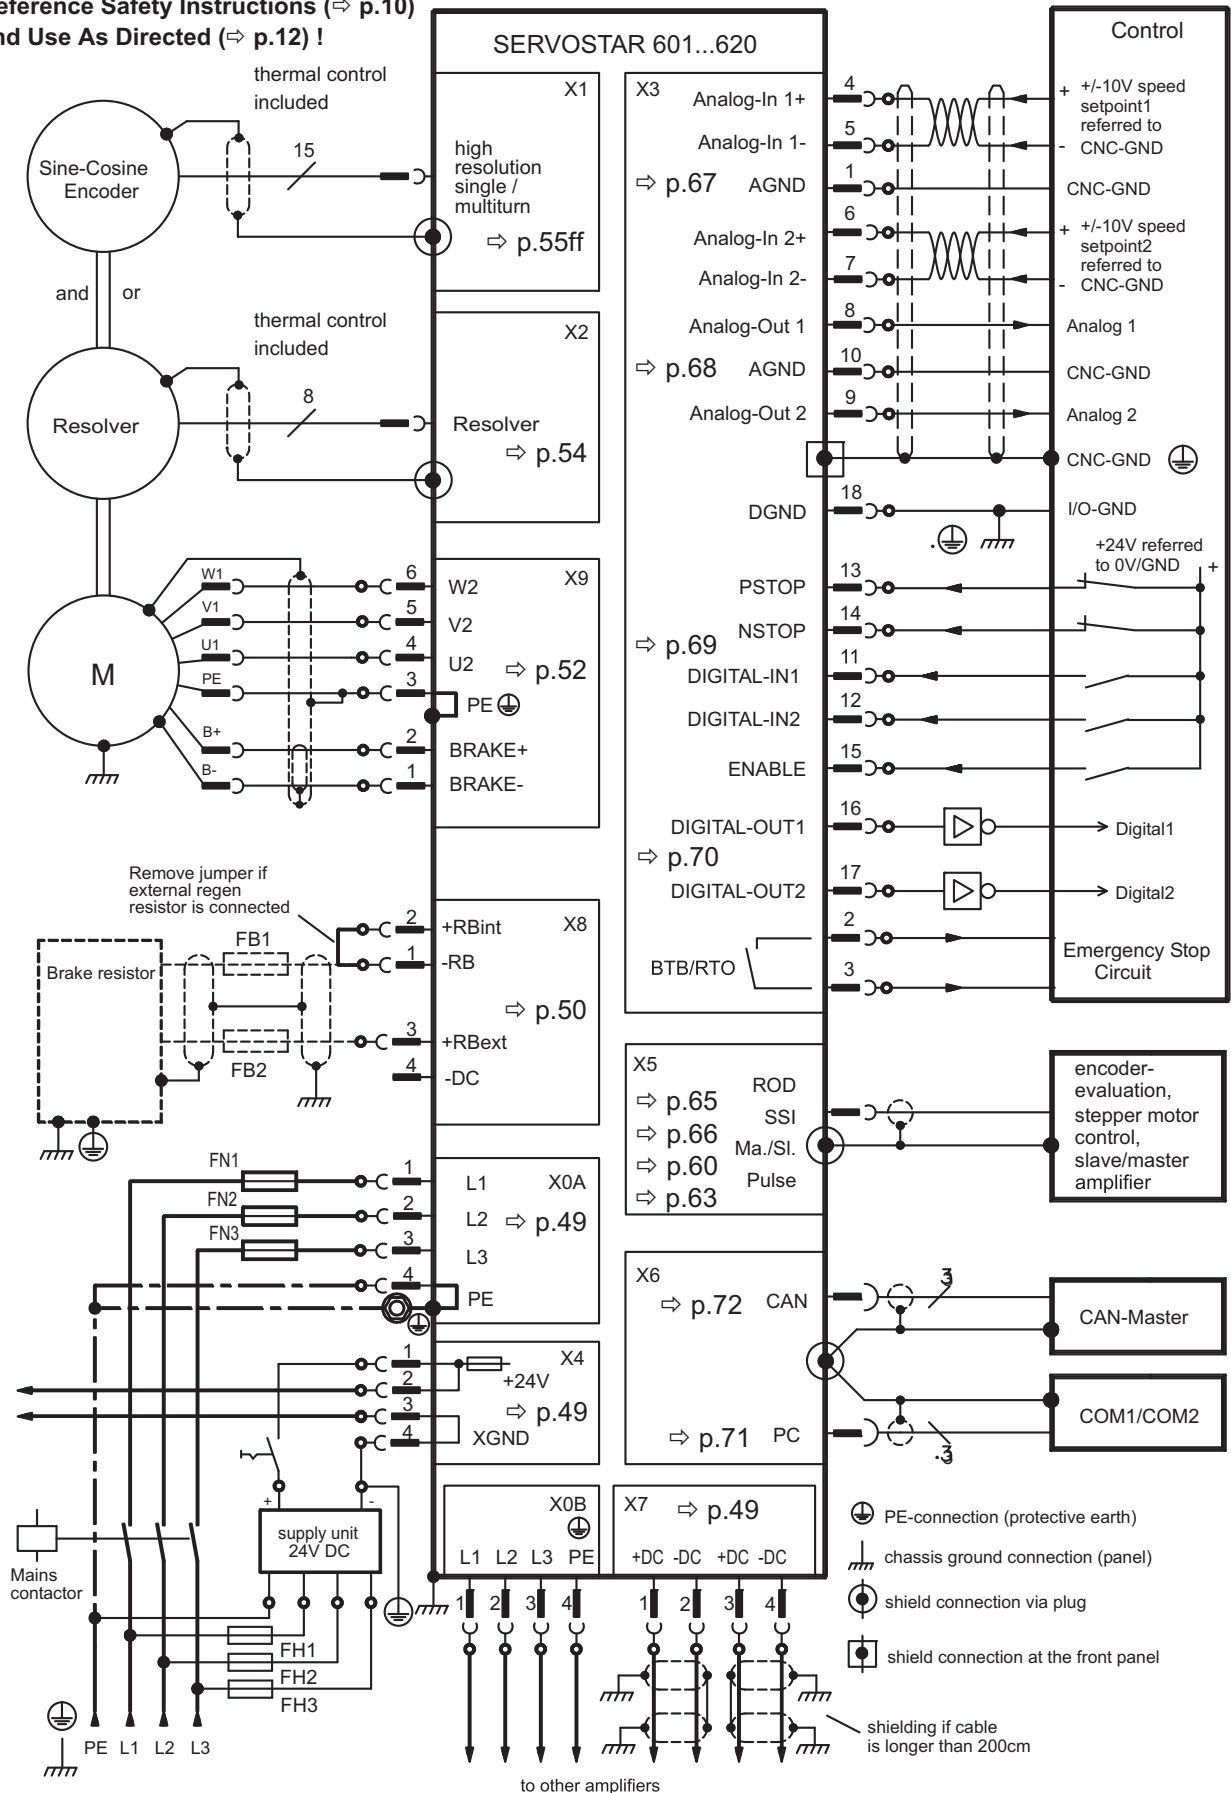 eference Safety Instructions (⇨ p.10)
nd Use As Directed (⇨ p.12) !
SERVOSTAR 601...620
Control
thermal control
included
Sine-Cosine
Encoder
15
X1
high
resolution
single /
multiturn
⇨ p.55ff
and
or
thermal control
included
Resolver
8
X2
Resolver
⇨ p.54
M
W1
V1
U1
PE
B+
B-
6
5
4
3
2
1
X9
W2
V2
U2
⇨ p.52
PE
BRAKE+
BRAKE-
Remove jumper if
external regen
resistor is connected
Brake resistor
FB1
FB2
2
1
3
4
X8
+RBint
-RB
⇨ p.50
+RBext
-DC
FN1
FN2
FN3
1
2
3
4
L1
X0A
L2
⇨ p.49
L3
PE
1
2
3
4
X4
+24V
⇨ p.49
XGND
+
-
supply unit
24V DC
Mains
contactor
FH1
FH2
FH3
PE
L1
L2
L3
X0B
L1
L2
L3
PE
1
2
3
4
X7
⇨ p.49
+DC
-DC
+DC
-DC
1
2
3
4
to other amplifiers
shielding if cable
is longer than 200cm
X3
Analog-In 1+
4
+
+/-10V speed
setpoint1
referred to
CNC-GND
Analog-In 1-
5
-
⇨ p.67
AGND
1
CNC-GND
Analog-In 2+
6
+
+/-10V speed
setpoint2
referred to
CNC-GND
Analog-In 2-
7
-
Analog-Out 1
8
Analog 1
⇨ p.68
AGND
10
CNC-GND
Analog-Out 2
9
Analog 2
CNC-GND
DGND
18
I/O-GND
.
+24V referred
to 0V/GND
+
PSTOP
13
NSTOP
14
⇨ p.69
DIGITAL-IN1
11
DIGITAL-IN2
12
ENABLE
15
DIGITAL-OUT1
16
Digital1
⇨ p.70
DIGITAL-OUT2
17
Digital2
BTB/RTO
2
3
Emergency Stop
Circuit
X5
ROD
⇨ p.65
SSI
⇨ p.66
Ma./Sl.
⇨ p.60
Pulse
⇨ p.63
encoder-
evaluation,
stepper motor
control,
slave/master
amplifier
X6
⇨ p.72
CAN
3
CAN-Master
⇨ p.71
PC
.3
COM1/COM2
PE-connection (protective earth)
chassis ground connection (panel)
shield connection via plug
shield connection at the front panel